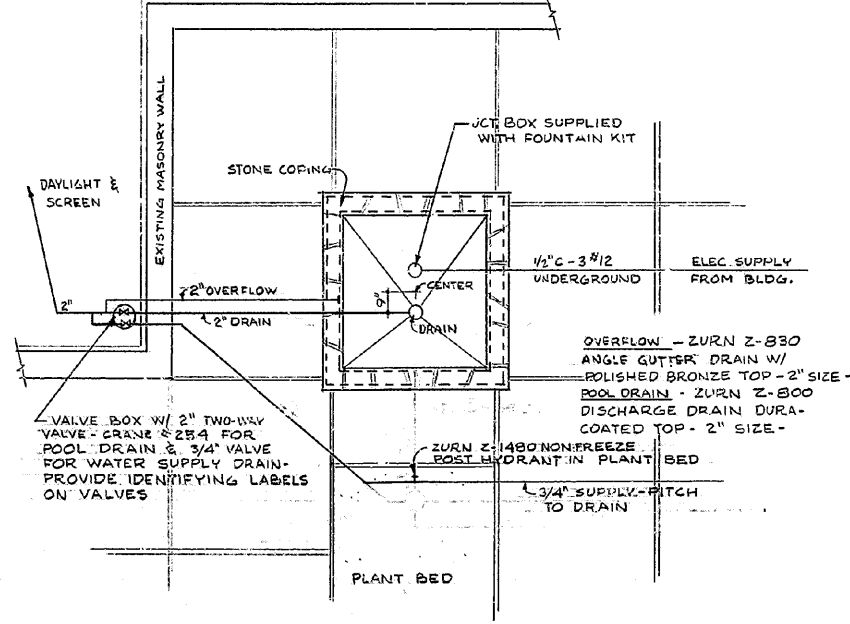 JCT. BOX SUPPLIED
WITH FOUNTAIN KIT
STONE COPING
DAYLIGHT &
SCREEN
EXISTING MASONRY WALL
1/2"C - 3 #12
UNDERGROUND
ELEC. SUPPLY
FROM BLDG.
2" OVERFLOW
CENTER
9"
2"
2" DRAIN
DRAIN
OVERFLOW - ZURN Z-830
ANGLE GUTTER DRAIN W/
POLISHED BRONZE TOP - 2" SIZE -
POOL DRAIN - ZURN Z-800
DISCHARGE DRAIN DURA-
COATED TOP - 2" SIZE -
VALVE BOX W/ 2" TWO-WAY
VALVE - CRANE #254 FOR
POOL DRAIN & 3/4" VALVE
FOR WATER SUPPLY DRAIN-
PROVIDE IDENTIFYING LABELS
ON VALVES
ZURN Z-1480 NON FREEZE
POST HYDRANT IN PLANT BED
3/4" SUPPLY - PITCH
TO DRAIN
PLANT BED